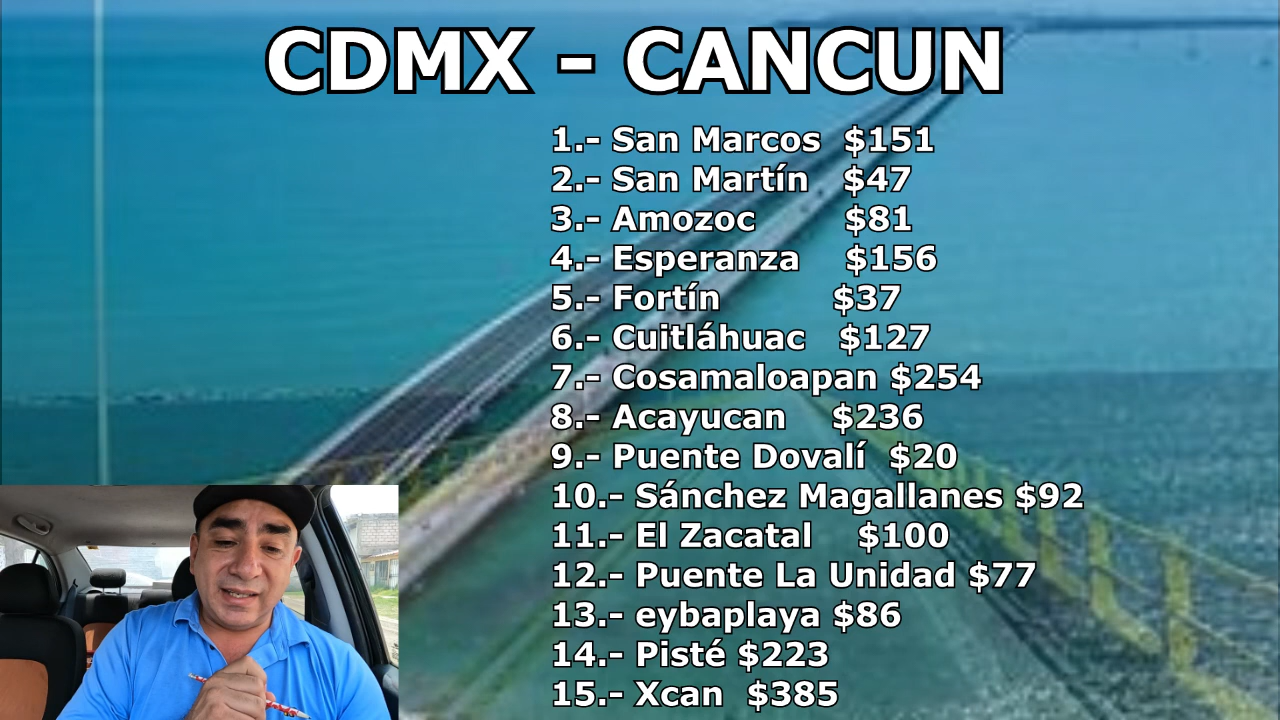 CDMX - CANCUN
1.- San Marcos $151
2.- San Martín $47
3.- Amozoc $81
4.- Esperanza $156
5.- Fortín $37
6.- Cuitláhuac $127
7.- Cosamaloapan $254
8.- Acayucan $236
9.- Puente Dovalí $20
10.- Sánchez Magallanes $92
11.- El Zacatal $100
12.- Puente La Unidad $77
13.- eybaplaya $86
14.- Pisté $223
15.- Xcan $385